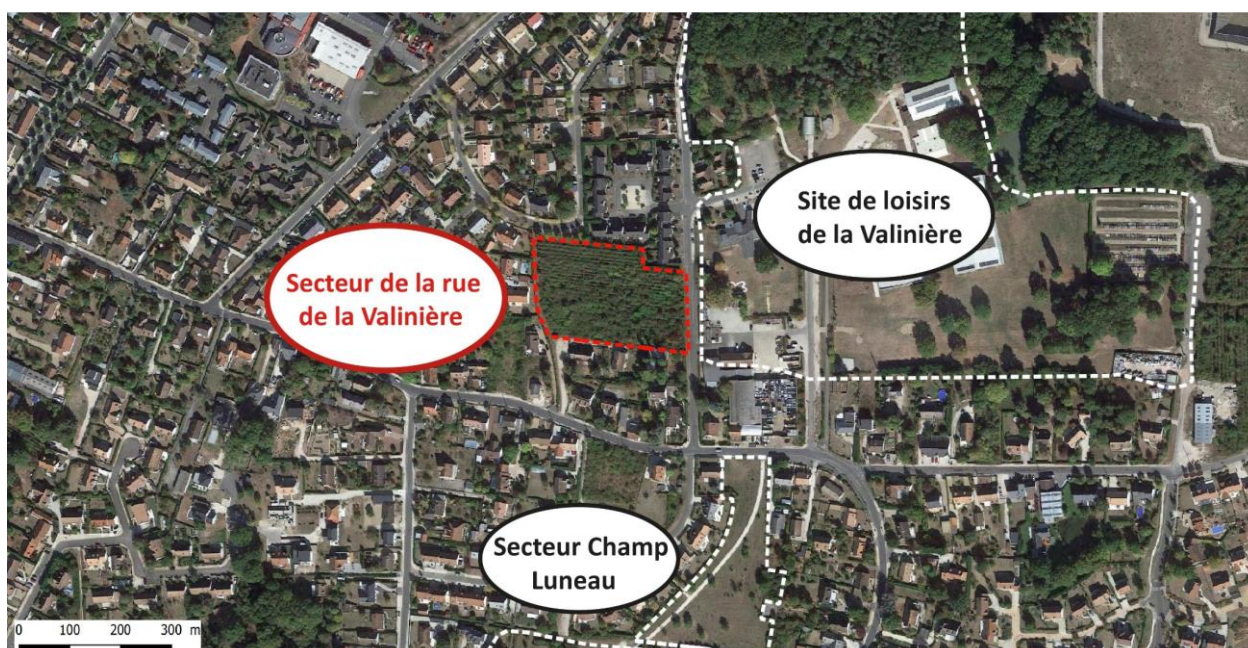 Site de loisirs
de la Valinière
Secteur de la rue
de la Valinière
Secteur Champ
Luneau
0 100 200 300 m